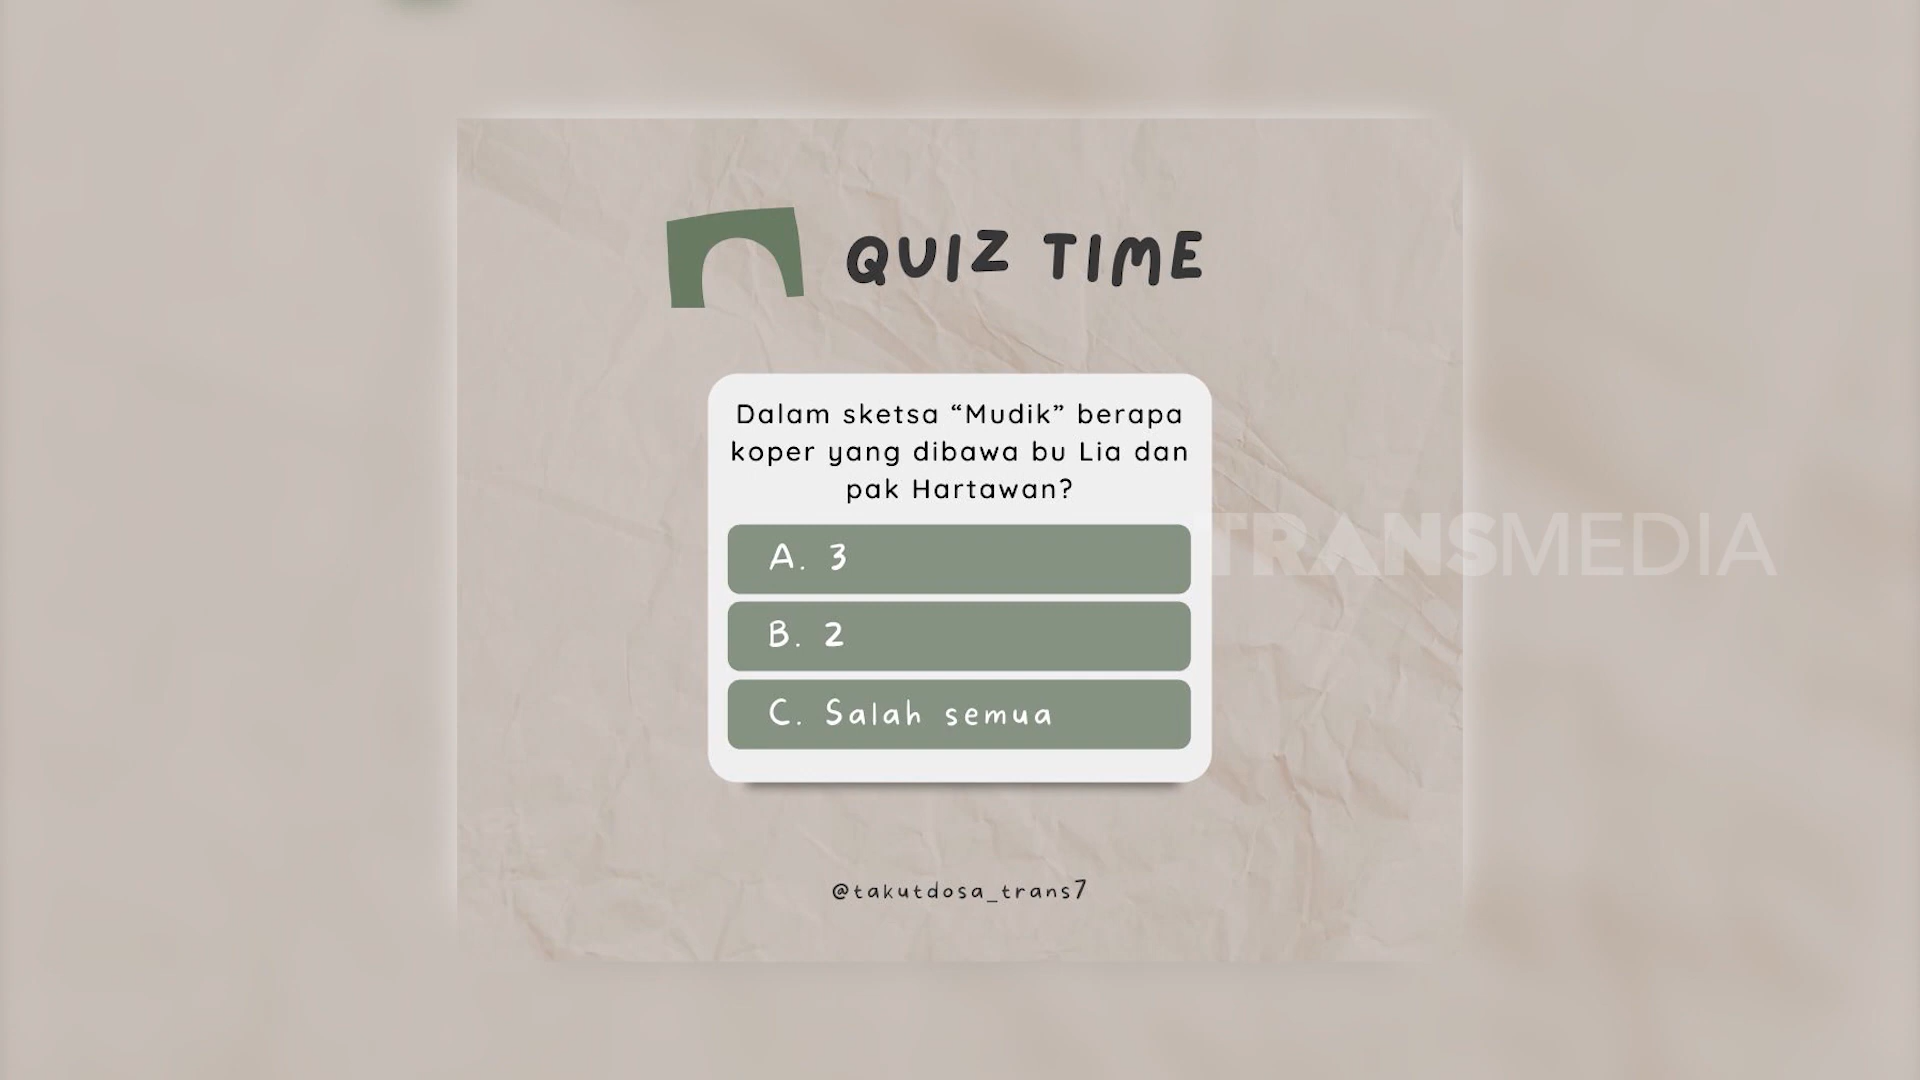 QUIZ TIME
Dalam sketsa “Mudik” berapa
koper yang dibawa bu Lia dan
pak Hartawan?
A. 3
B. 2
C. Salah semua
TRANSMEDIA
@takutdosa_trans7